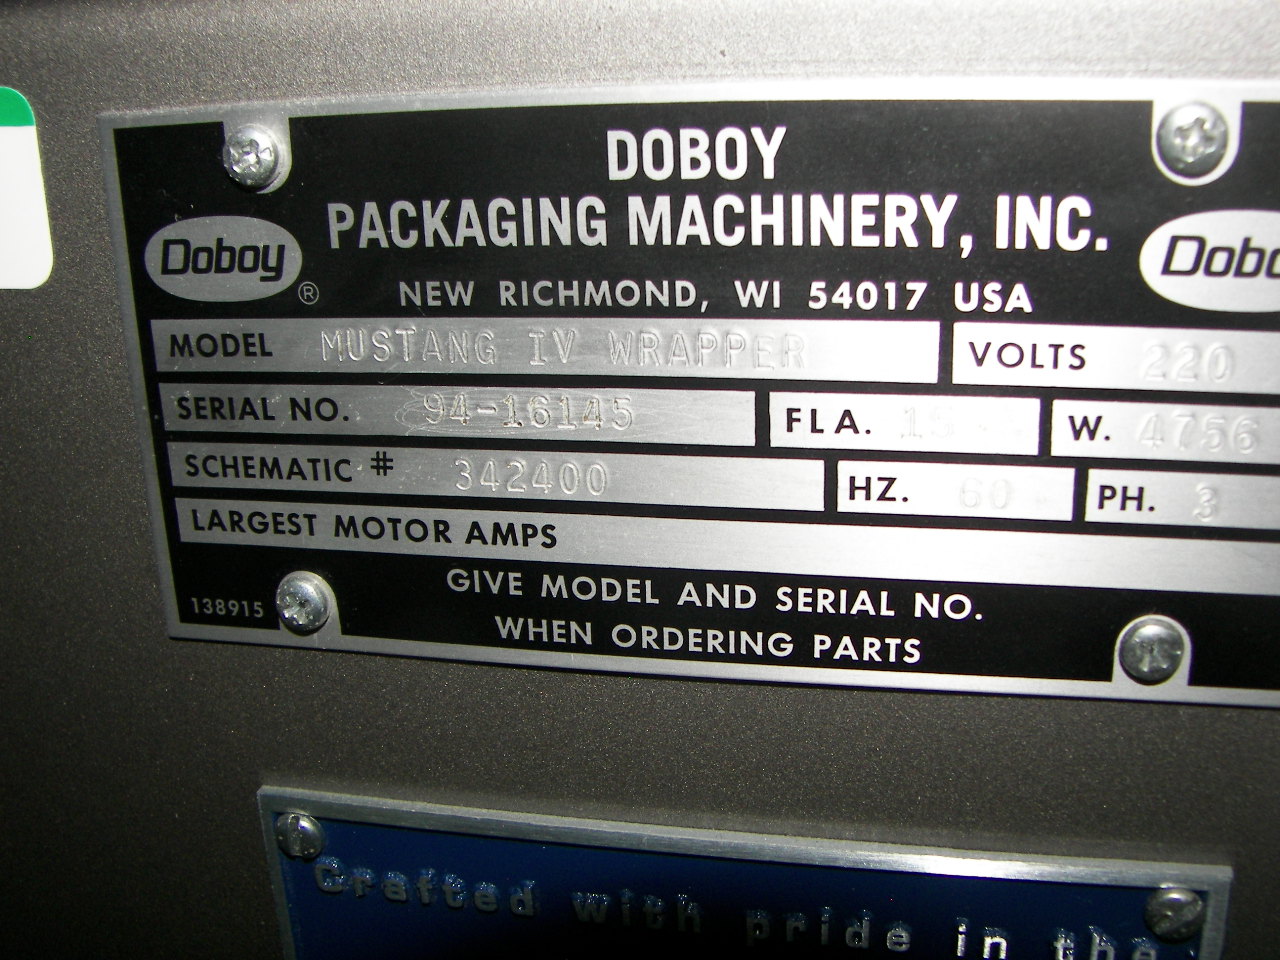 DOBOY
PACKAGING MACHINERY, INC.
Doboy ®
NEW RICHMOND, WI 54017 USA
MODEL MUSTANG IV WRAPPER VOLTS 220
SERIAL NO. 94-16145 FLA. W. 4756
SCHEMATIC # 342400 HZ. 60 PH. 3
LARGEST MOTOR AMPS
GIVE MODEL AND SERIAL NO.
WHEN ORDERING PARTS
138915
Crafted with pride in the